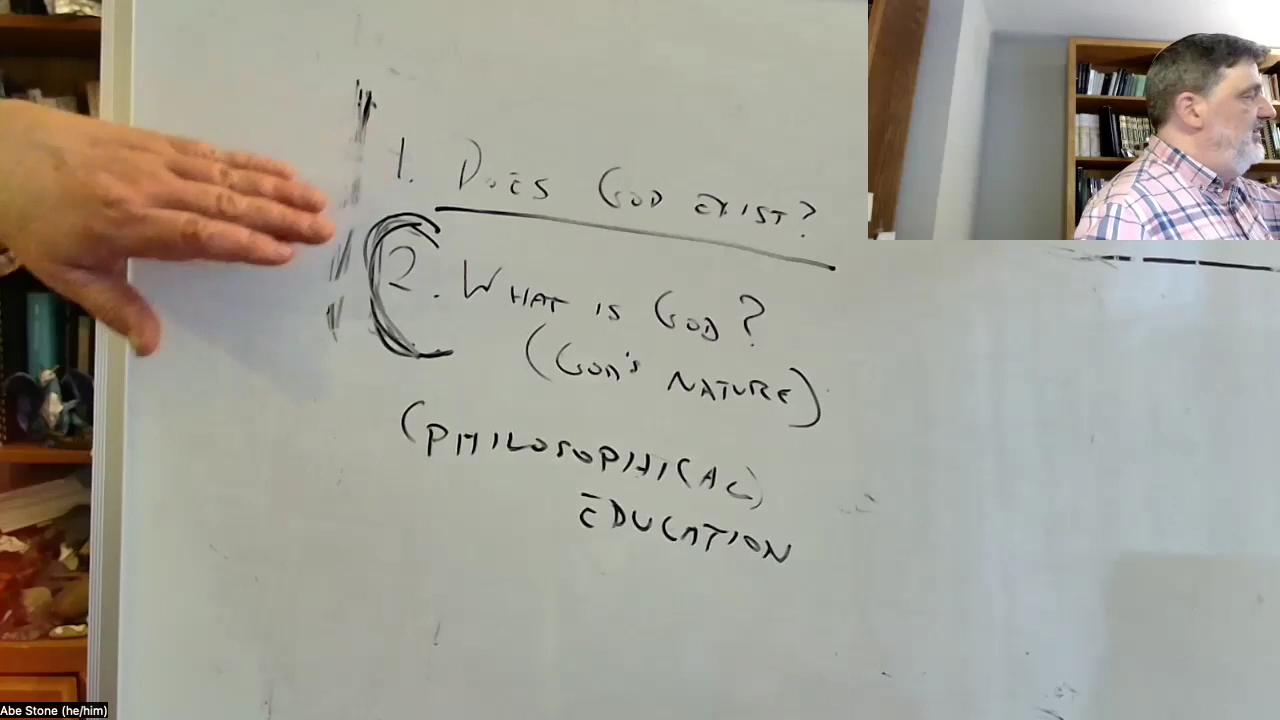 1. DOES GOD EXIST?
2. WHAT IS GOD?
(GOD'S NATURE)
(PHILOSOPHICAL)
EDUCATION
Abe Stone (he/him)